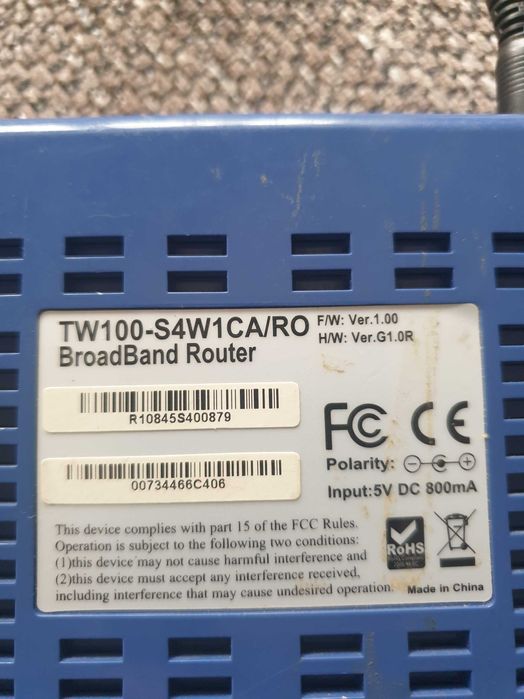 TW100-S4W1CA/RO
BroadBand Router
F/W: Ver.1.00
H/W: Ver.G1.0R
R10845S400879
00734466C406
FC CE
Polarity: - +
Input:5V DC 800mA
RoHS
This device complies with part 15 of the FCC Rules.
Operation is subject to the following two conditions:
(1)this device may not cause harmful interference and
(2)this device must accept any interference received,
including interference that may cause undesired operation.
Made in China